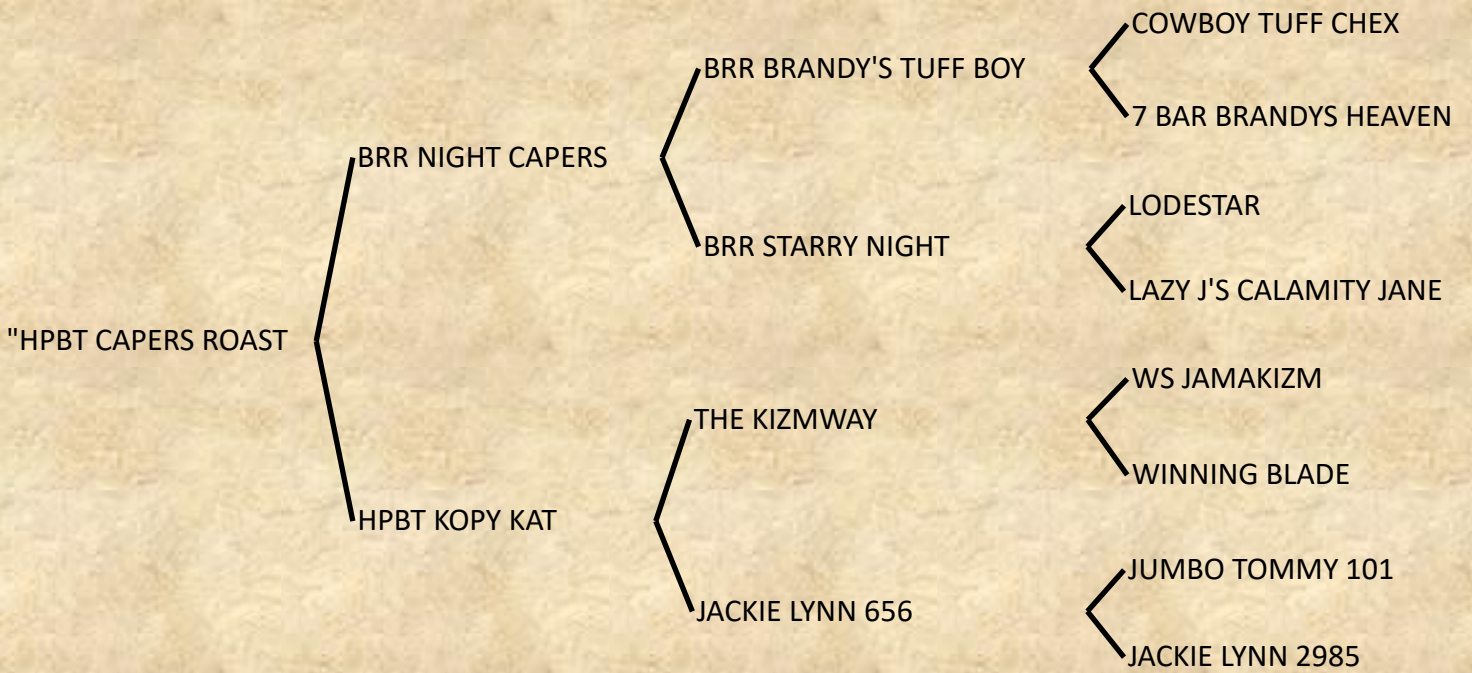 COWBOY TUFF CHEX
BRR BRANDY'S TUFF BOY
7 BAR BRANDYS HEAVEN
BRR NIGHT CAPERS
LODESTAR
BRR STARRY NIGHT
LAZY J'S CALAMITY JANE
"HPBT CAPERS ROAST
WS JAMAKIZM
THE KIZMWAY
WINNING BLADE
HPBT KOPY KAT
JUMBO TOMMY 101
JACKIE LYNN 656
JACKIE LYNN 2985